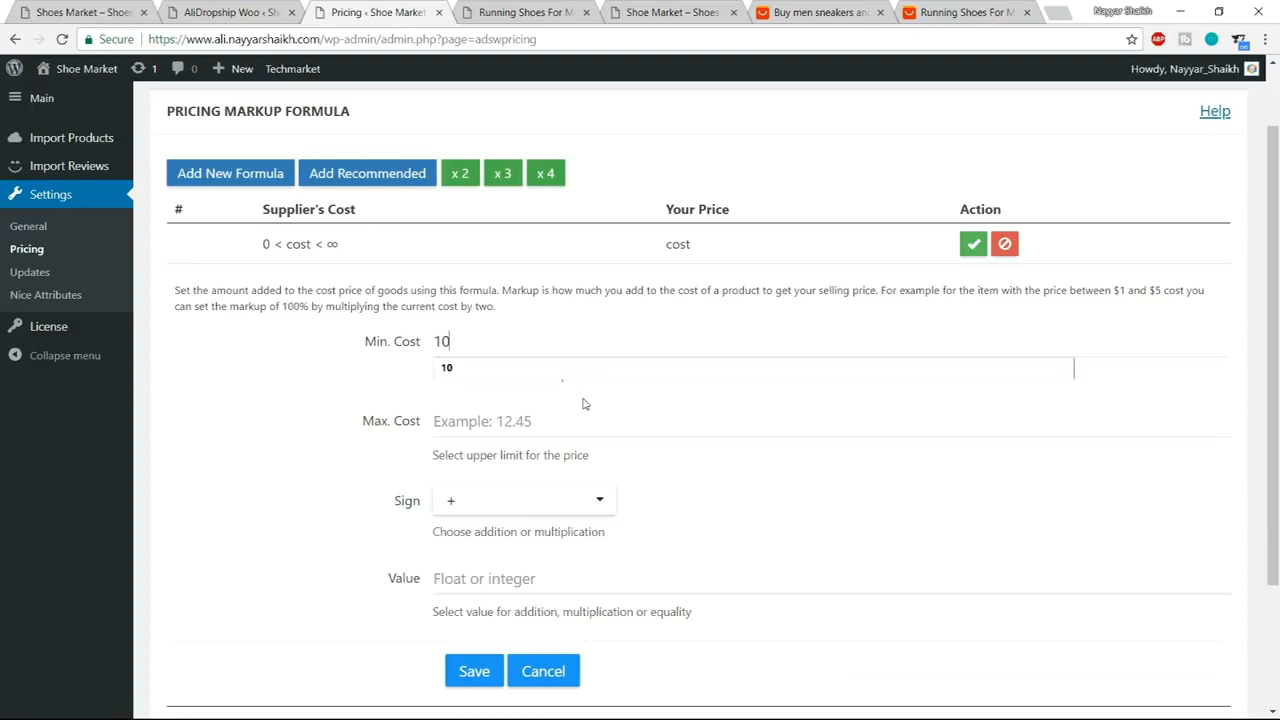 Shoes Market – Shoes
AliDropship Woo ‹ Sh
Pricing ‹ Shoe Market
Running Shoes For M
Shoe Market – Shoes
Buy men sneakers an
Running Shoes For M
Nayyar Shaikh
Secure
https://www.ali.nayyarshaikh.com/wp-admin/admin.php?page=adswpricing
ABP
Shoe Market
1
0
New
Techmarket
Howdy, Nayyar_Shaikh
Main
Import Products
Import Reviews
Settings
General
Pricing
Updates
Nice Attributes
License
Collapse menu
PRICING MARKUP FORMULA
Help
Add New Formula
Add Recommended
x 2
x 3
x 4
# Supplier's Cost Your Price Action
0 < cost < ∞ cost
Set the amount added to the cost price of goods using this formula. Markup is how much you add to the cost of a product to get your selling price. For example for the item with the price between $1 and $5 cost you
can set the markup of 100% by multiplying the current cost by two.
Min. Cost 10
10
Max. Cost Example: 12.45
Select upper limit for the price
Sign +
Choose addition or multiplication
Value Float or integer
Select value for addition, multiplication or equality
Save
Cancel